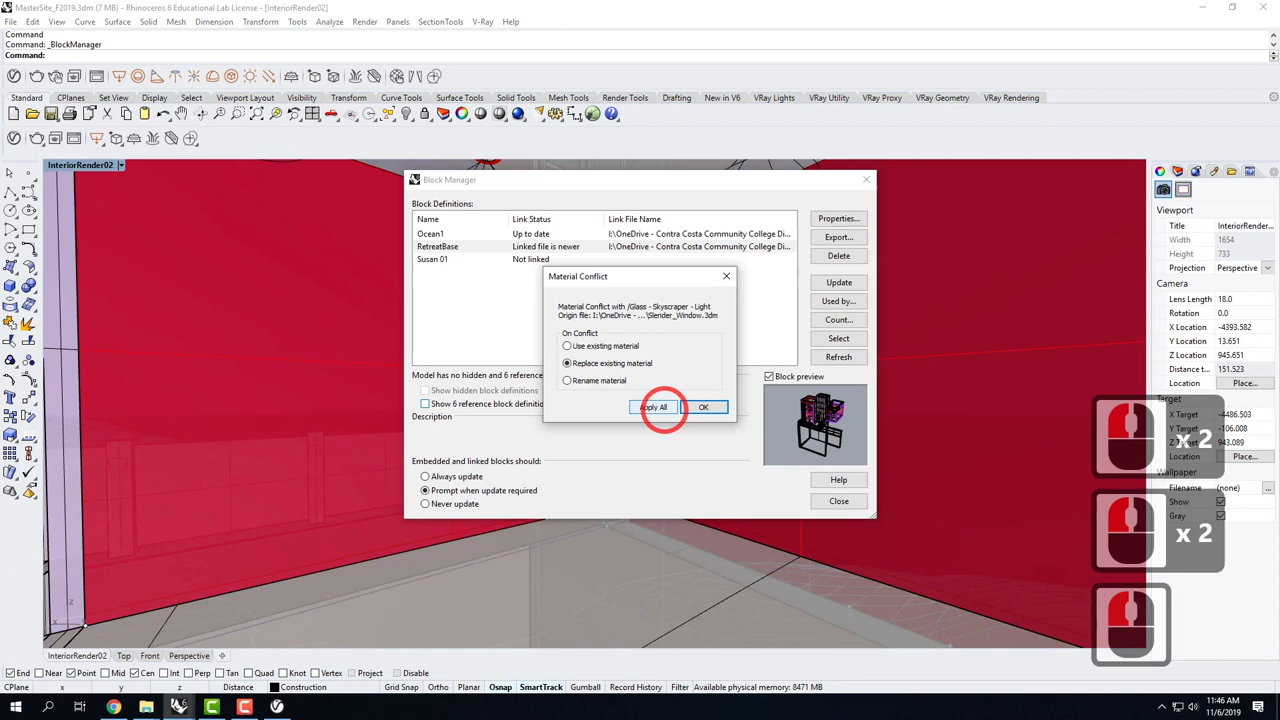 MasterSite_F2019.3dm (7 MB) - Rhinoceros 6 Educational Lab License - [InteriorRender02]
File Edit View Curve Surface Solid Mesh Dimension Transform Tools Analyze Render Panels SectionTools V-Ray Help
Command
Command: _BlockManager
Command:
Standard CPlanes Set View Display Select Viewport Layout Visibility Transform Curve Tools Surface Tools Solid Tools Mesh Tools Render Tools Drafting New in V6 VRay Lights VRay Utility VRay Proxy VRay Geometry VRay Rendering
InteriorRender02
Block Manager
Block Definitions:
Name Link Status Link File Name
Ocean1 Up to date I:\OneDrive - Contra Costa Community College Di...
RetreatBase Linked file is newer I:\OneDrive - Contra Costa Community College Di...
Susan 01 Not linked
Properties...
Export...
Delete
Update
Used by...
Count...
Select
Refresh
Material Conflict
Material Conflict with /Glass - Skyscraper - Light
Origin file: I:\OneDrive - ...\Slender_Window.3dm
On Conflict
Use existing material
Replace existing material
Rename material
Apply All OK
Model has no hidden and 6 reference
Show hidden block definitions
Show 6 reference block definitio
Description
Block preview
Embedded and linked blocks should:
Always update
Prompt when update required
Never update
Help
Close
Viewport
Title InteriorRender...
Width 1654
Height 733
Projection Perspective
Camera
Lens Length 18.0
Rotation 0.0
X Location -4393.582
Y Location 13.651
Z Location 945.651
Distance t... 151.523
Location Place...
Target
X Target -4486.503
Y Target -106.008
Z Target 943.089
Location Place...
Wallpaper
Filename (none) ...
Show
Gray
x 2
x 2
z
x
InteriorRender02 Top Front Perspective
End Near Point Mid Cen Int Perp Tan Quad Knot Vertex Project Disable
CPlane x y z Distance Construction Grid Snap Ortho Planar Osnap SmartTrack Gumball Record History Filter Available physical memory: 8471 MB
11:46 AM
11/6/2019